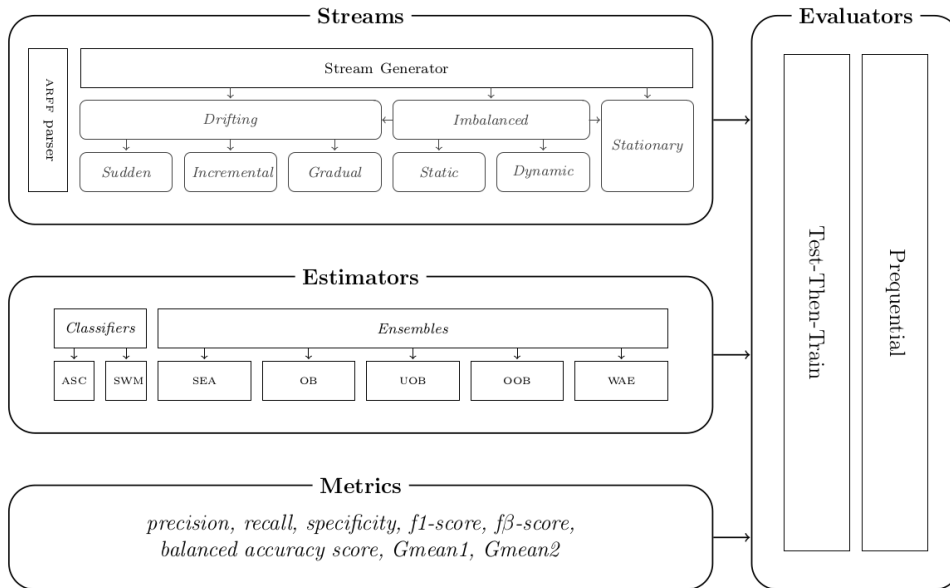 Streams
Evaluators
ARFF parser
Stream Generator
Drifting
Imbalanced
Stationary
Sudden
Incremental
Gradual
Static
Dynamic
Test-Then-Train
Prequential
Estimators
Classifiers
Ensembles
ASC
SWM
SEA
OB
UOB
OOB
WAE
Metrics
precision, recall, specificity, f1-score, fβ-score,
balanced accuracy score, Gmean1, Gmean2